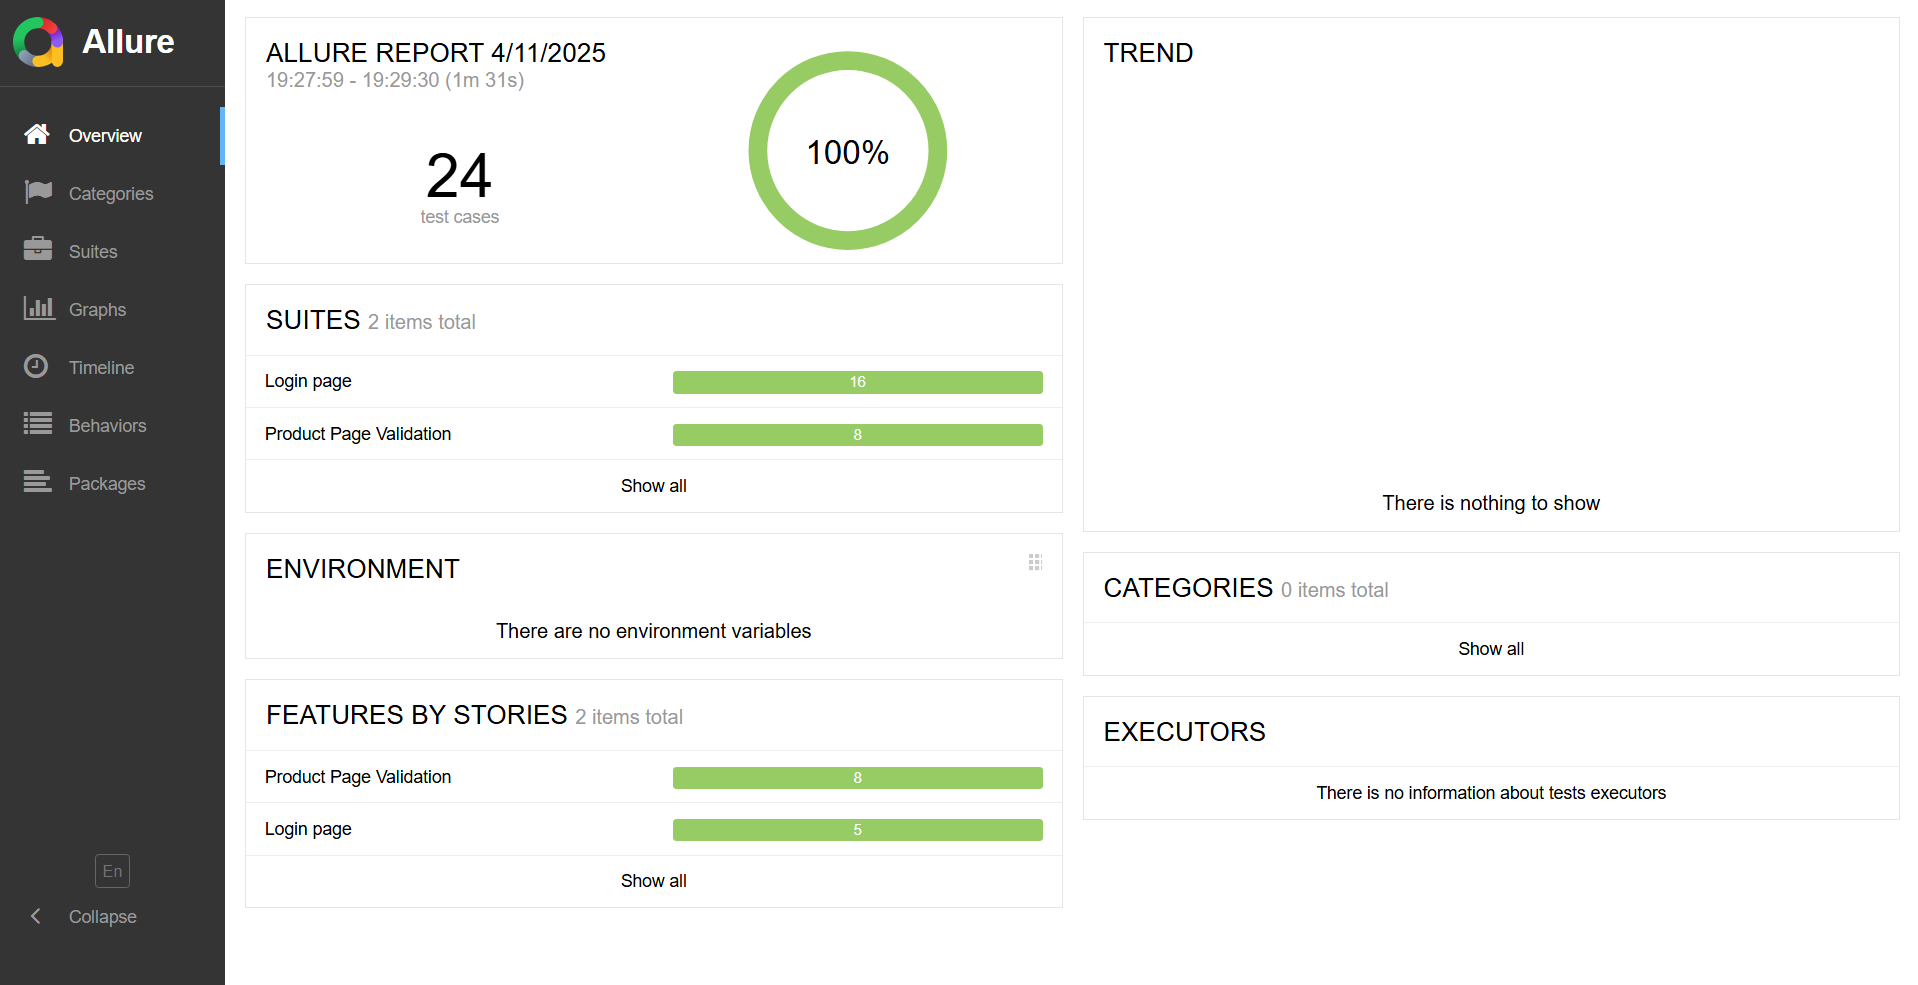 Allure
Overview
Categories
Suites
Graphs
Timeline
Behaviors
Packages
En
Collapse
ALLURE REPORT 4/11/2025
19:27:59 - 19:29:30 (1m 31s)
24
test cases
100%
SUITES 2 items total
Login page 16
Product Page Validation 8
Show all
ENVIRONMENT
There are no environment variables
FEATURES BY STORIES 2 items total
Product Page Validation 8
Login page 5
Show all
TREND
There is nothing to show
CATEGORIES 0 items total
Show all
EXECUTORS
There is no information about tests executors